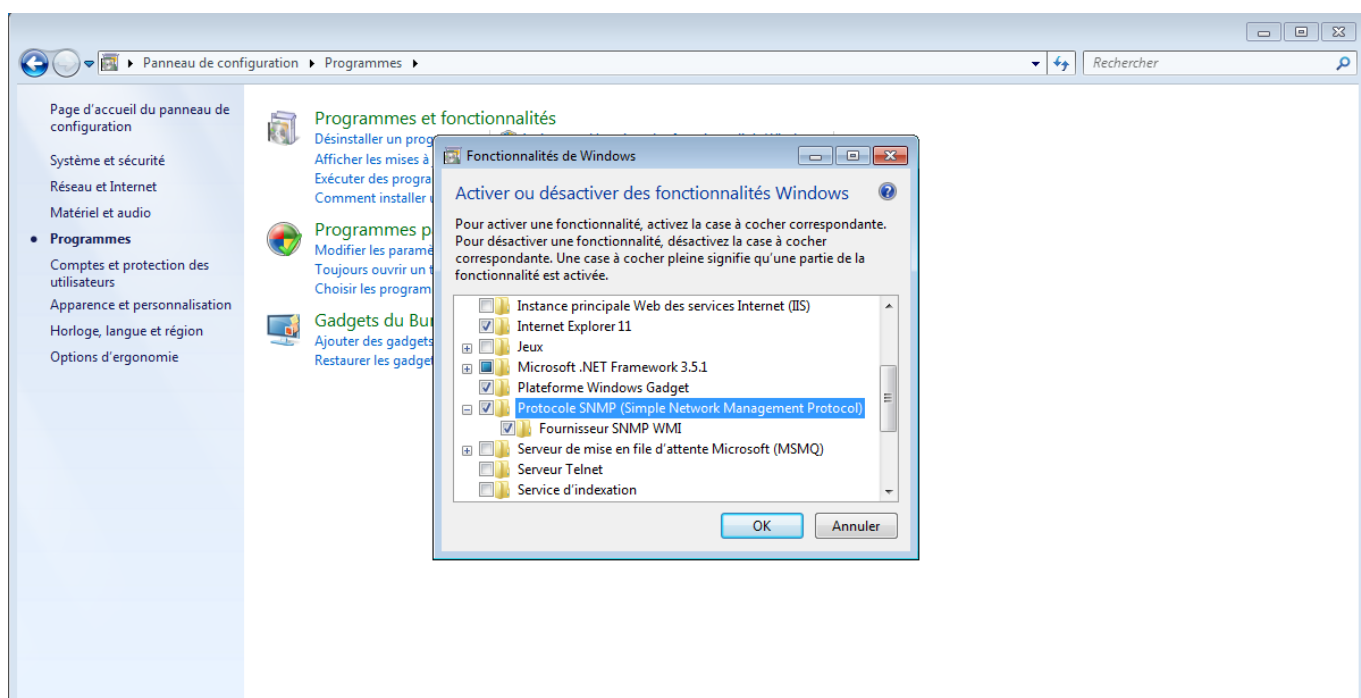 Panneau de configuration ▸ Programmes ▸
Rechercher
Page d'accueil du panneau de
configuration
Système et sécurité
Réseau et Internet
Matériel et audio
Programmes
Comptes et protection des
utilisateurs
Apparence et personnalisation
Horloge, langue et région
Options d'ergonomie
Programmes et fonctionnalités
Désinstaller un prog
Afficher les mises à
Exécuter des progra
Comment installer
Programmes p
Modifier les paramè
Toujours ouvrir un
Choisir les program
Gadgets du Bu
Ajouter des gadgets
Restaurer les gadget
Fonctionnalités de Windows
Activer ou désactiver des fonctionnalités Windows
Pour activer une fonctionnalité, activez la case à cocher correspondante.
Pour désactiver une fonctionnalité, désactivez la case à cocher
correspondante. Une case à cocher pleine signifie qu'une partie de la
fonctionnalité est activée.
Instance principale Web des services Internet (IIS)
Internet Explorer 11
Jeux
Microsoft .NET Framework 3.5.1
Plateforme Windows Gadget
Protocole SNMP (Simple Network Management Protocol)
Fournisseur SNMP WMI
Serveur de mise en file d'attente Microsoft (MSMQ)
Serveur Telnet
Service d'indexation
OK
Annuler